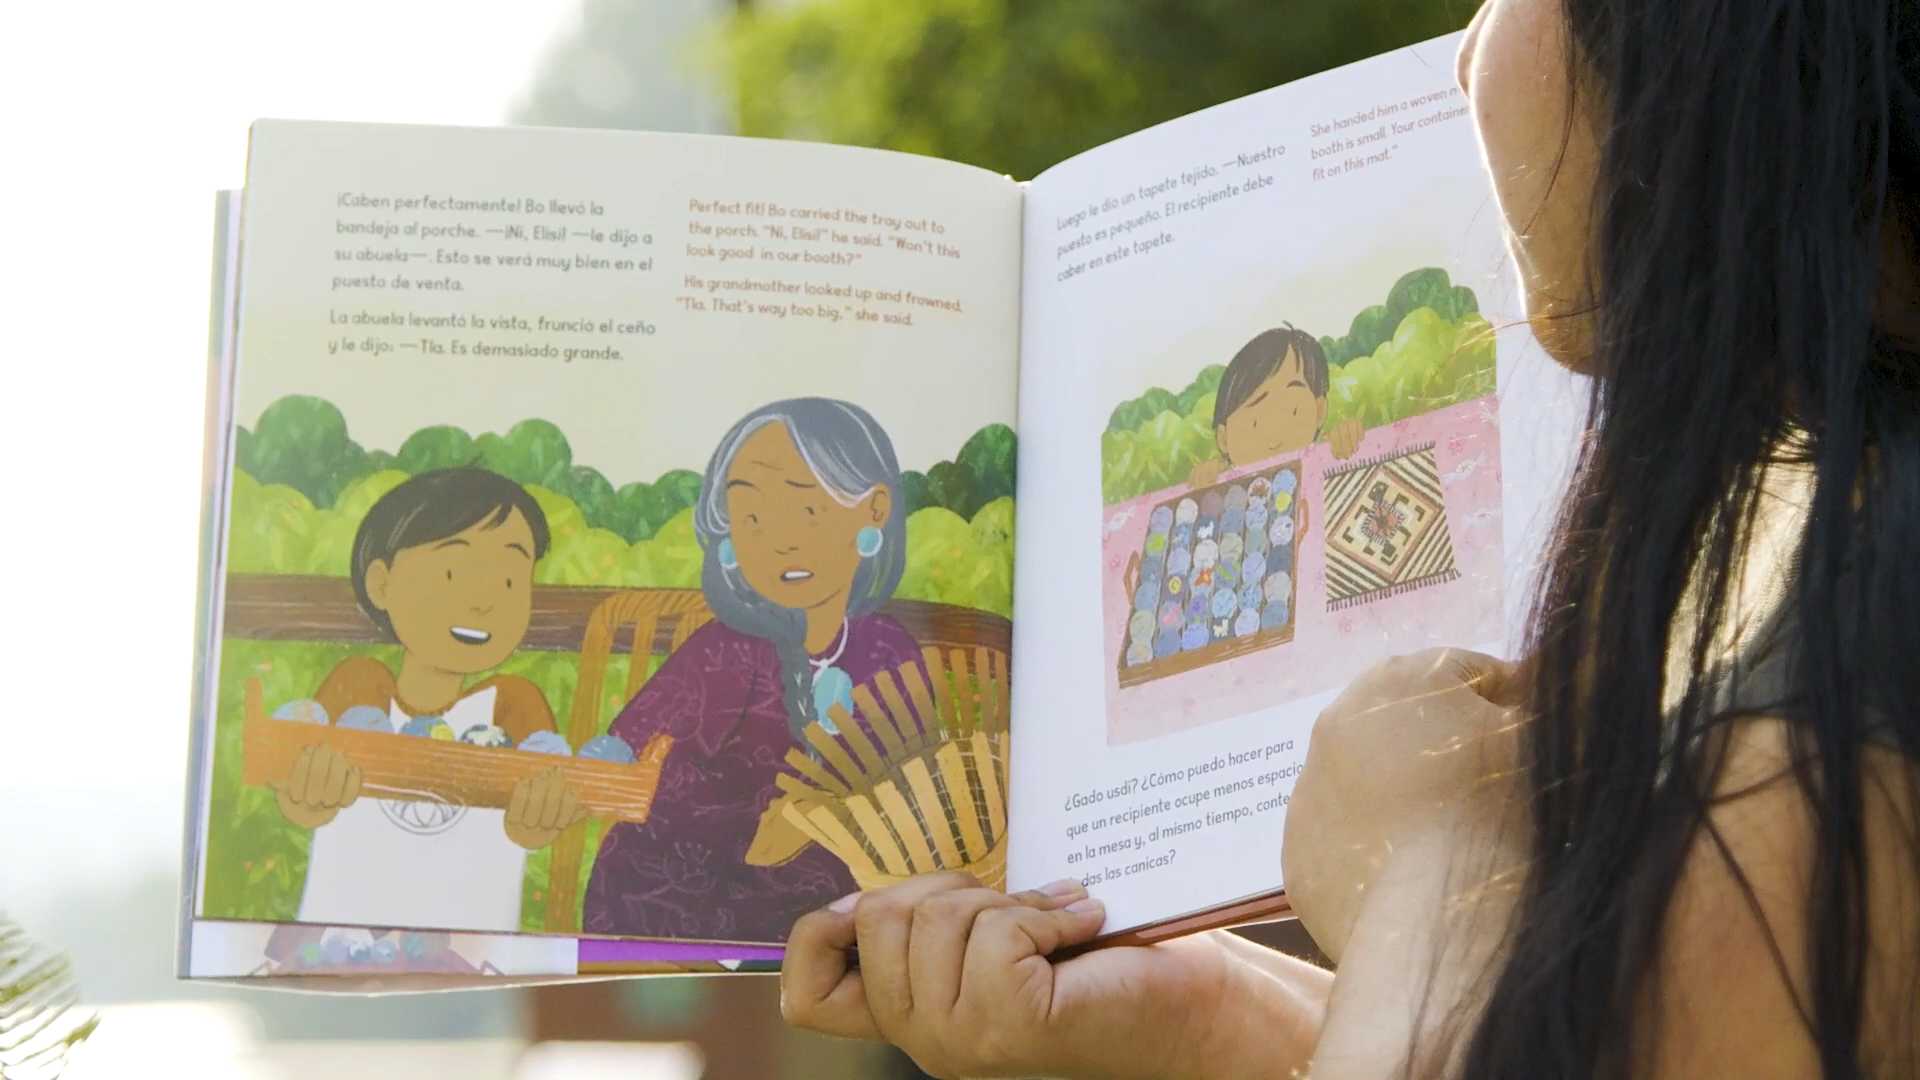 ¡Caben perfectamente! Bo llevó la
bandeja al porche. —¡Ni, Elisi! —le dijo a
su abuela—. Esto se verá muy bien en el
puesto de venta.
La abuela levantó la vista, frunció el ceño
y le dijo: —Tla. Es demasiado grande.
Perfect fit! Bo carried the tray out to
the porch. "Ni, Elisi!" he said. "Won't this
look good in our booth?"
His grandmother looked up and frowned.
"Tla. That's way too big," she said.
Luego le dio un tapete tejido. —Nuestro
puesto es pequeño. El recipiente debe
caber en este tapete.
She handed him a woven
booth is small. Your
fit on this mat."
¿Gado usdi? ¿Cómo puedo hacer para
que un recipiente ocupe menos espacio
en la mesa y, al mismo tiempo,
las canicas?